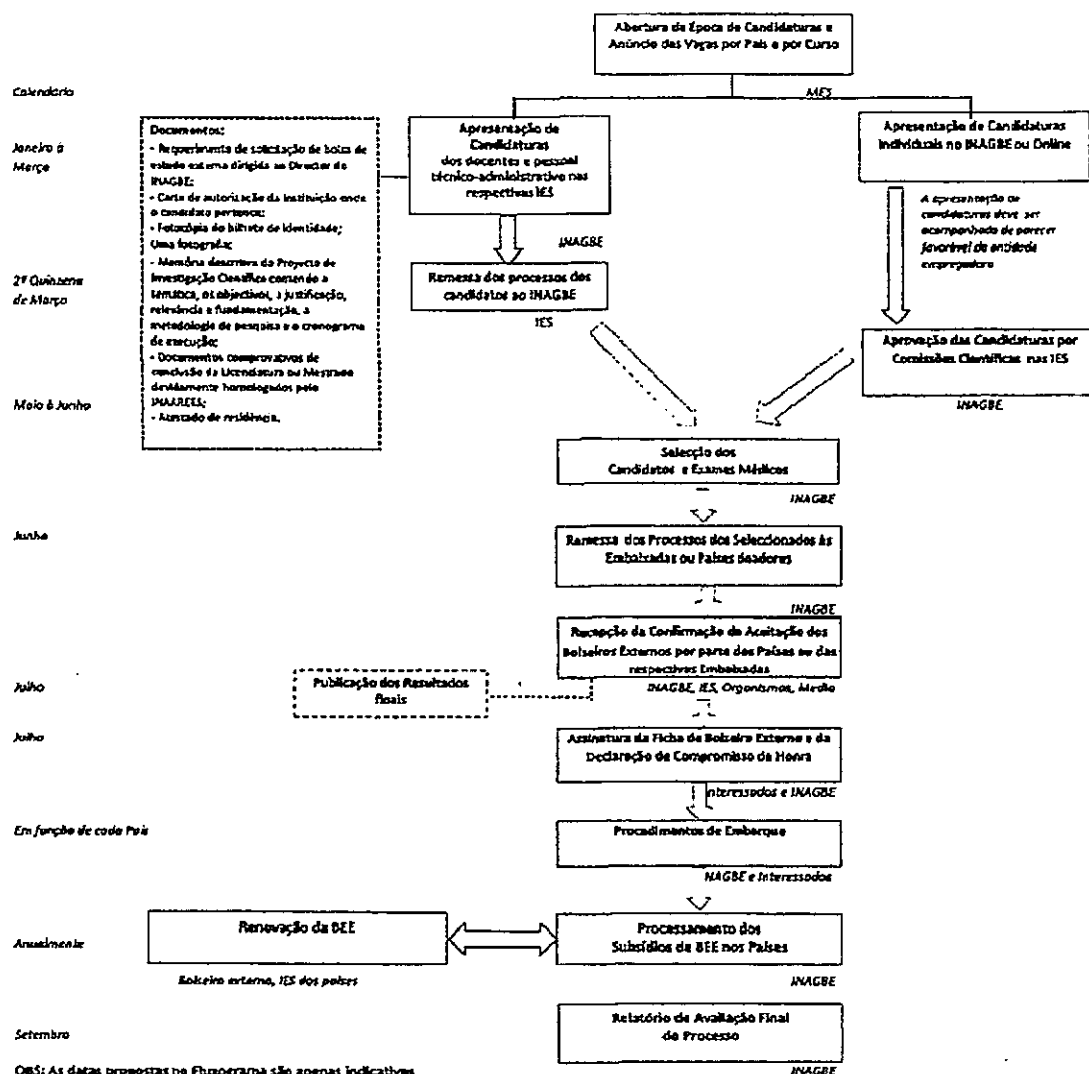 Abertura da Época de Candidaturas e
Anúncio das Vagas por País e por Curso
Calendário
MES
Janeiro à
Março
Documentos:
- Requerimento de solicitação de bolsa de
estudo externa dirigida ao Director do
INAGBE;
- Carta de autorização da Instituição onde
o candidato pertence;
- Fotocópia do bilhete de Identidade;
Uma fotografia;
- Memória descritiva do Projecto de
Investigação Científica contendo a
temática, os objectivos, a justificação,
relevância e fundamentação, a
metodologia de pesquisa e o cronograma
de execução;
- Documentos comprovativos de
conclusão da Licenciatura ou Mestrado
devidamente homologados pelo
INAAREES;
- Atestado de residência.
Apresentação de
Candidaturas
dos docentes e pessoal
técnico-administrativo nas
respectivas IES
INAGBE
Apresentação de Candidaturas
Individuais no INAGBE ou Online
A apresentação de
candidaturas deve ser
acompanhada de parecer
favorável da entidade
empregadora
2ª Quinzena
de Março
Remessa dos processos dos
candidatos ao INAGBE
IES
Aprovação das Candidaturas por
Comissões Científicas nas IES
INAGBE
Maio à Junho
Selecção dos
Candidatos e Exames Médicos
INAGBE
Junho
Remessa dos Processos dos Seleccionados às
Embaixadas ou Países doadores
INAGBE
Recepção da Confirmação de Aceitação dos
Bolseiros Externos por parte dos Países ou das
respectivas Embaixadas
INAGBE, IES, Organismos, Media
Julho
Publicação dos Resultados
finais
Julho
Assinatura da Ficha de Bolseiro Externo e da
Declaração de Compromisso de Honra
Interessados e INAGBE
Em função de cada País
Procedimentos de Embarque
NAGBE e Interessados
Anualmente
Renovação da BEE
Bolseiro externo, IES dos países
Processamento dos
Subsídios de BEE nos Países
INAGBE
Setembro
Relatório de Avaliação Final
do Processo
INAGBE
OBS: As datas propostas no Fluxograma são apenas indicativas